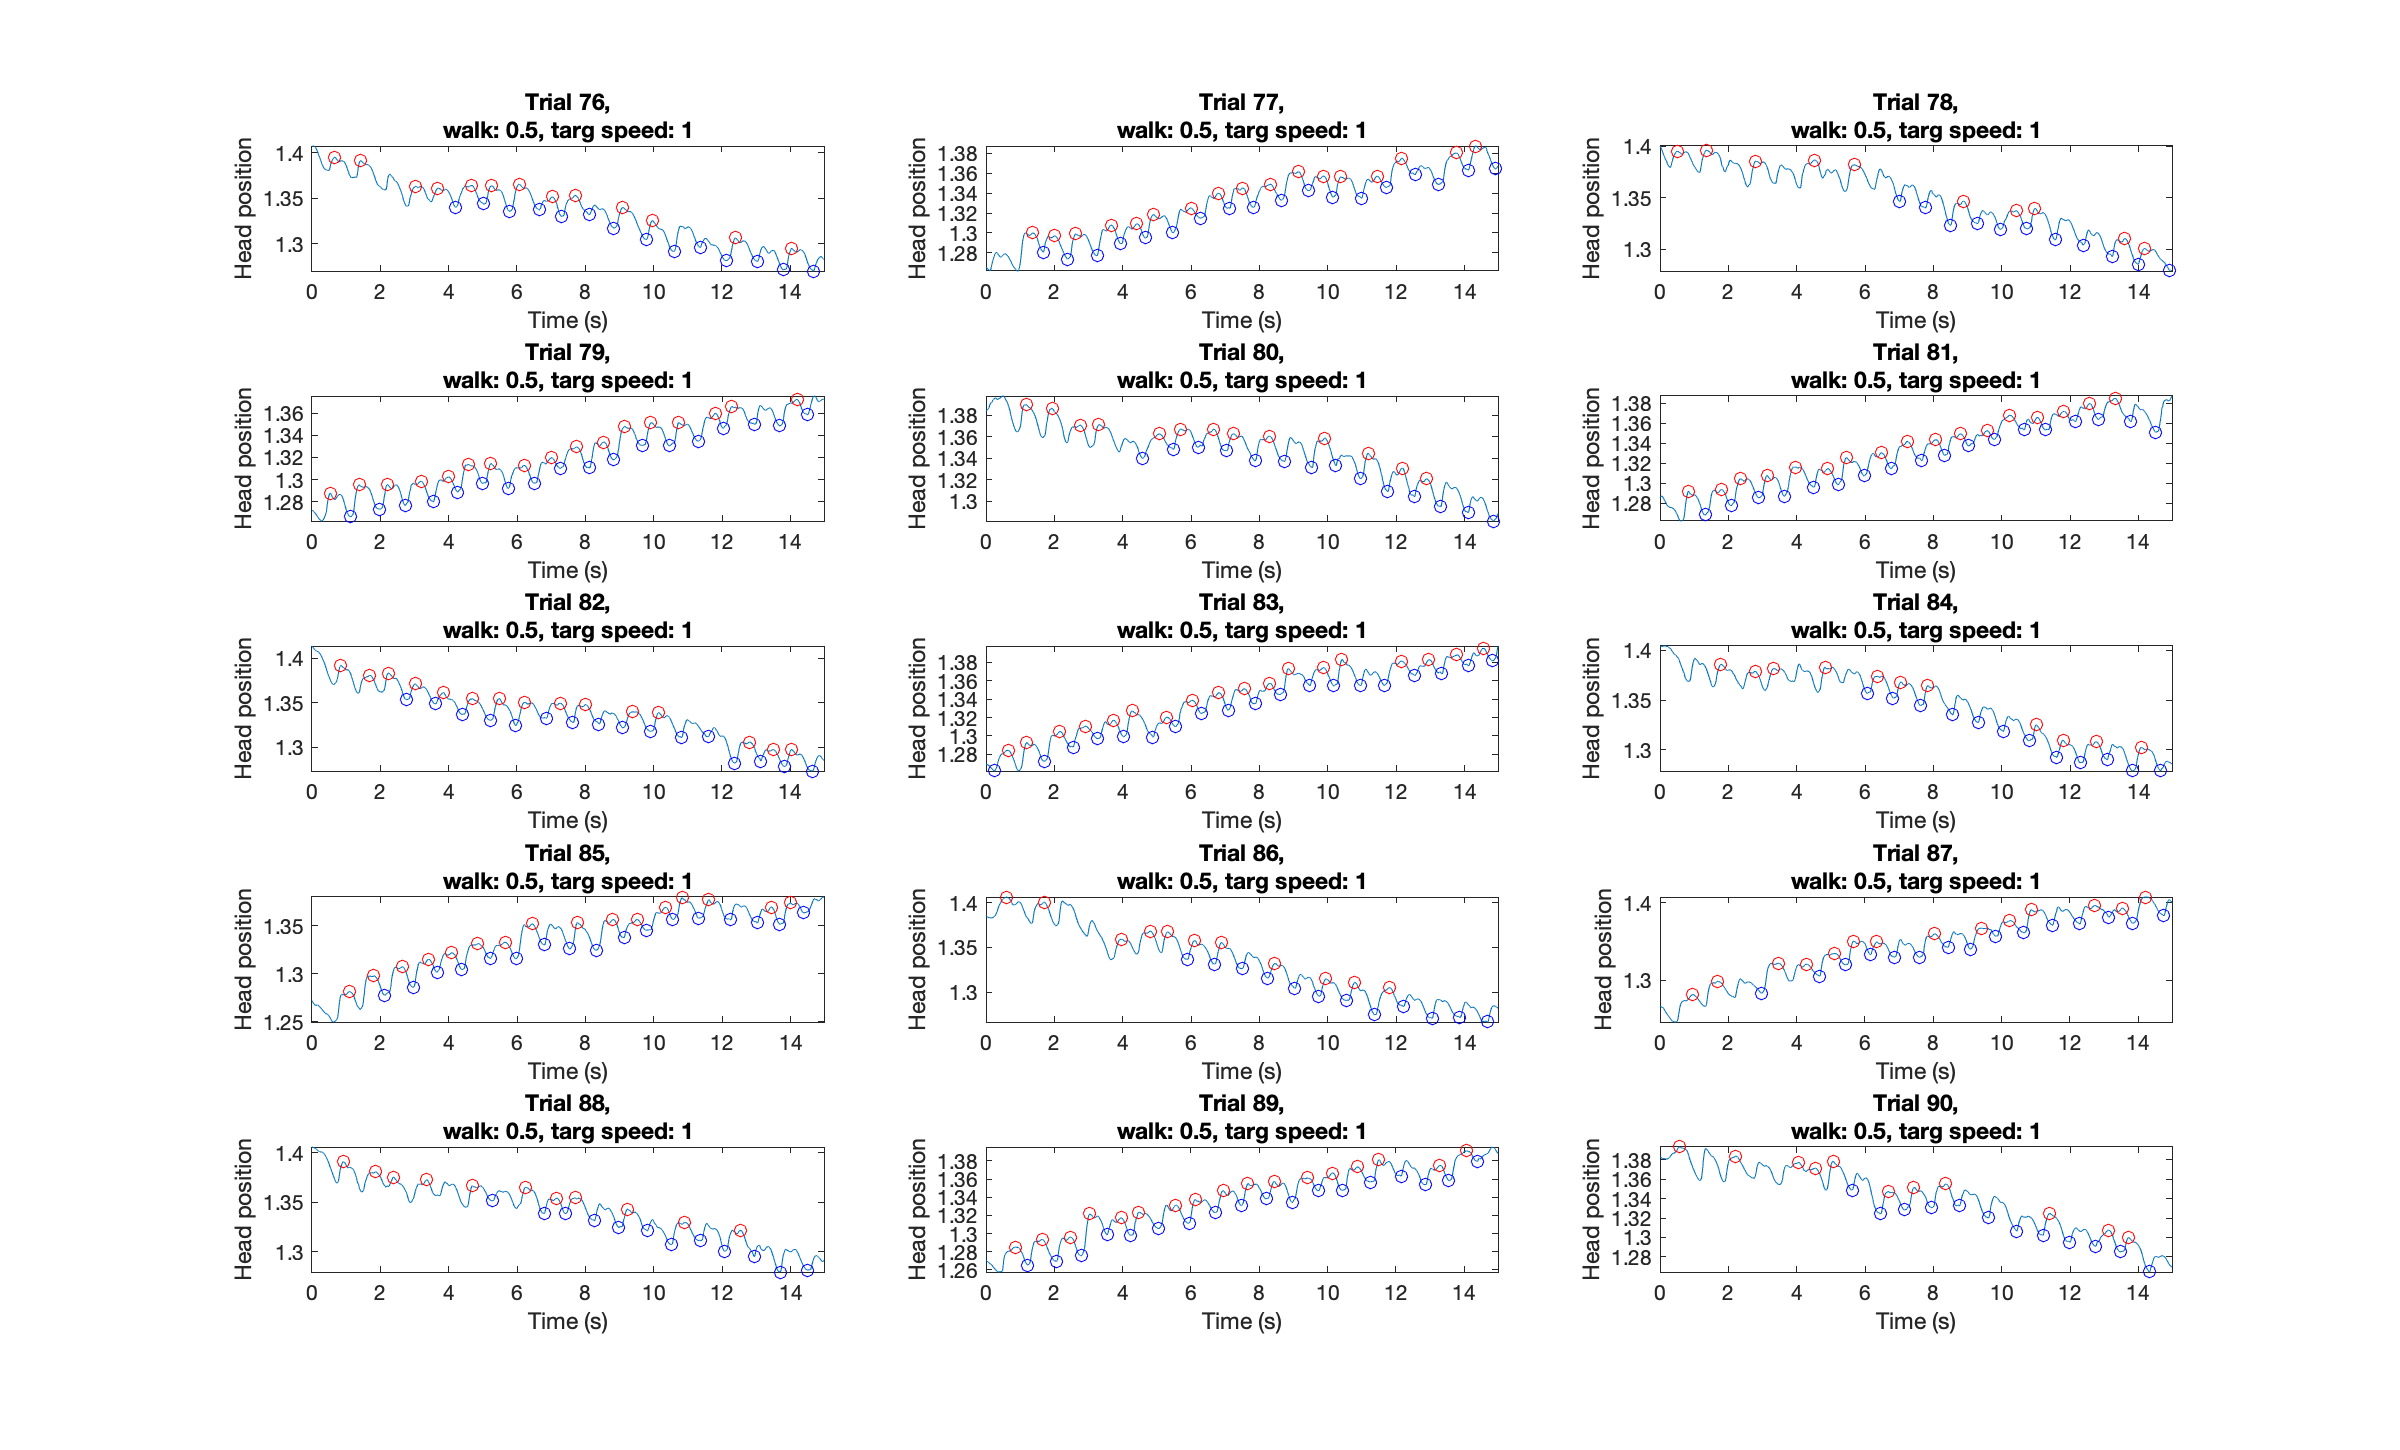 Trial 76,
walk: 0.5, targ speed: 1
Head position
1.4
1.35
1.3
0 2 4 6 8 10 12 14
Time (s)
Trial 77,
walk: 0.5, targ speed: 1
Head position
1.38
1.36
1.34
1.32
1.3
1.28
0 2 4 6 8 10 12 14
Time (s)
Trial 78,
walk: 0.5, targ speed: 1
Head position
1.4
1.35
1.3
0 2 4 6 8 10 12 14
Time (s)
Trial 79,
walk: 0.5, targ speed: 1
Head position
1.36
1.34
1.32
1.3
1.28
0 2 4 6 8 10 12 14
Time (s)
Trial 80,
walk: 0.5, targ speed: 1
Head position
1.38
1.36
1.34
1.32
1.3
0 2 4 6 8 10 12 14
Time (s)
Trial 81,
walk: 0.5, targ speed: 1
Head position
1.38
1.36
1.34
1.32
1.3
1.28
0 2 4 6 8 10 12 14
Time (s)
Trial 82,
walk: 0.5, targ speed: 1
Head position
1.4
1.35
1.3
0 2 4 6 8 10 12 14
Time (s)
Trial 83,
walk: 0.5, targ speed: 1
Head position
1.38
1.36
1.34
1.32
1.3
1.28
0 2 4 6 8 10 12 14
Time (s)
Trial 84,
walk: 0.5, targ speed: 1
Head position
1.4
1.35
1.3
0 2 4 6 8 10 12 14
Time (s)
Trial 85,
walk: 0.5, targ speed: 1
Head position
1.35
1.3
1.25
0 2 4 6 8 10 12 14
Time (s)
Trial 86,
walk: 0.5, targ speed: 1
Head position
1.4
1.35
1.3
0 2 4 6 8 10 12 14
Time (s)
Trial 87,
walk: 0.5, targ speed: 1
Head position
1.4
1.3
0 2 4 6 8 10 12 14
Time (s)
Trial 88,
walk: 0.5, targ speed: 1
Head position
1.4
1.35
1.3
0 2 4 6 8 10 12 14
Time (s)
Trial 89,
walk: 0.5, targ speed: 1
Head position
1.38
1.36
1.34
1.32
1.3
1.28
1.26
0 2 4 6 8 10 12 14
Time (s)
Trial 90,
walk: 0.5, targ speed: 1
Head position
1.38
1.36
1.34
1.32
1.3
1.28
0 2 4 6 8 10 12 14
Time (s)